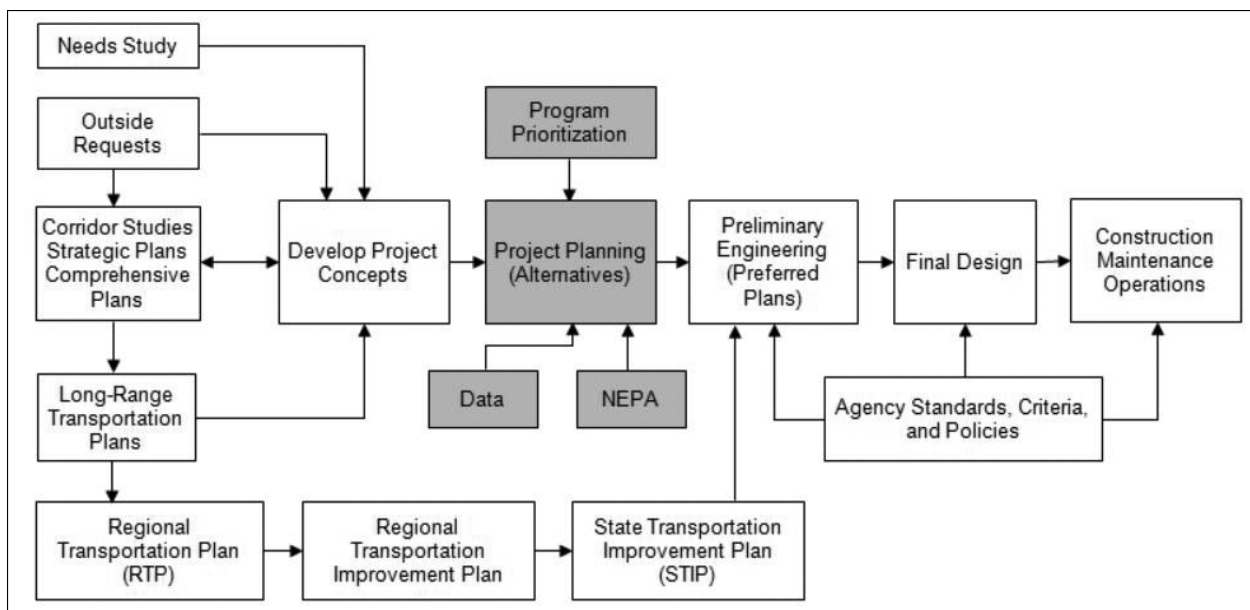 Needs Study
Outside
Requests
Corridor Studies
Strategic Plans
Comprehensive
Plans
Long-Range
Transportation
Plans
Develop Project
Concepts
Program
Prioritization
Project Planning
(Alternatives)
Data
NEPA
Preliminary
Engineering
(Preferred
Plans)
Final Design
Construction
Maintenance
Operations
Agency Standards, Criteria,
and Policies
Regional
Transportation Plan
(RTP)
Regional
Transportation
Improvement Plan
State Transportation
Improvement Plan
(STIP)